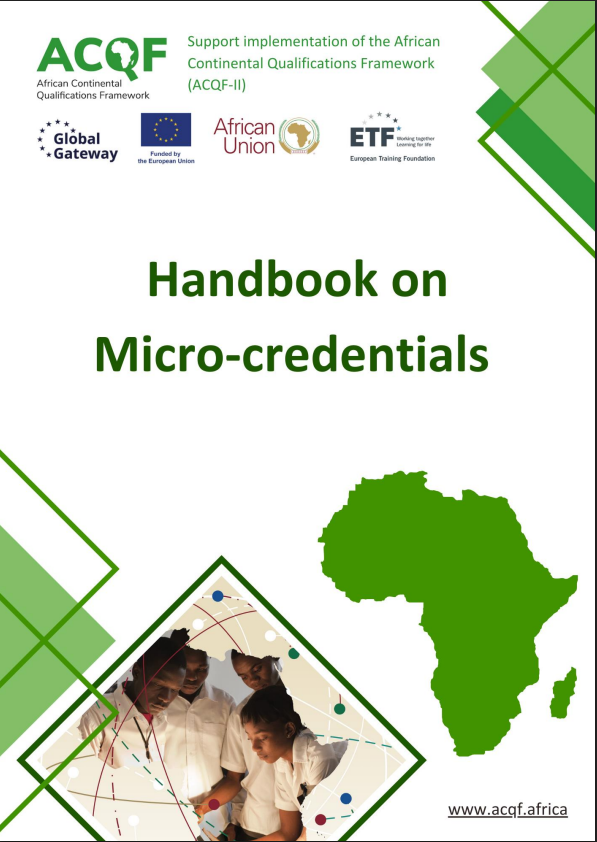 ACQF
African Continental
Qualifications Framework
Support implementation of the African
Continental Qualifications Framework
(ACQF-II)
Global
Gateway
Funded by
the European Union
African
Union
ETF
Working together
Learning for life
European Training Foundation
Handbook on
Micro-credentials
www.acqf.africa